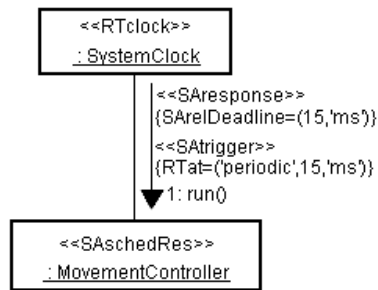 <<RTclock>>
: SystemClock
<<SAresponse>>
{SArelDeadline=(15,'ms')}
<<SAtrigger>>
{RTat=('periodic',15,'ms')}
1: run()
<<SAschedRes>>
: MovementController